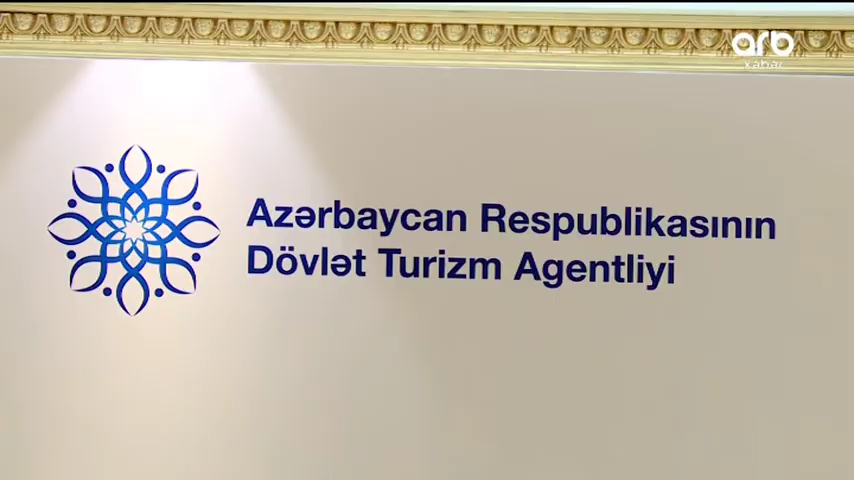 arb
xəbər
Azərbaycan Respublikasının
Dövlət Turizm Agentliyi